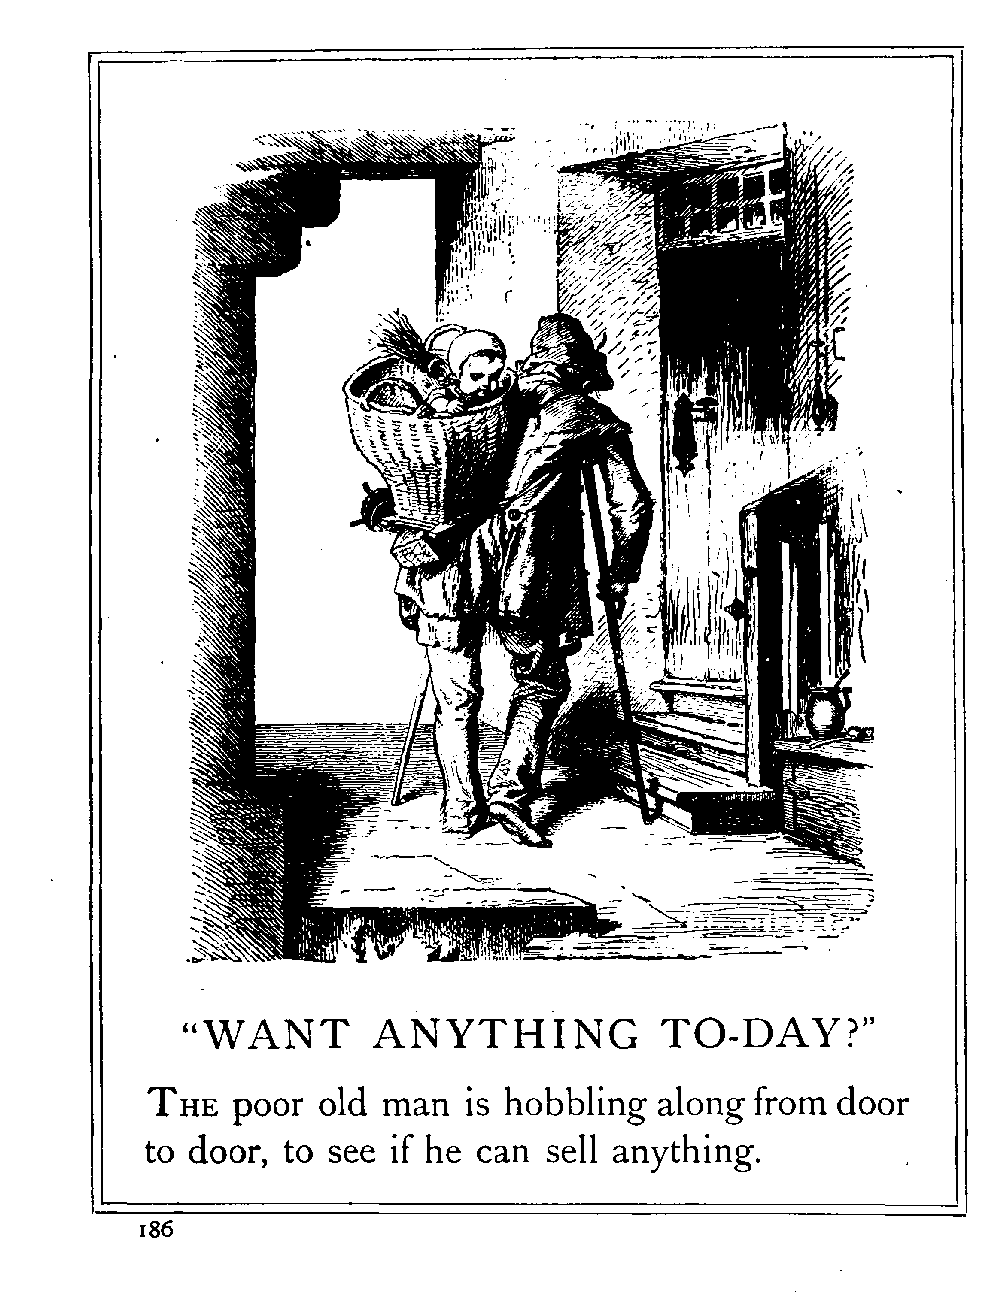 “WANT ANYTHING TO-DAY?”
THE poor old man is hobbling along from door
to door, to see if he can sell anything.
186